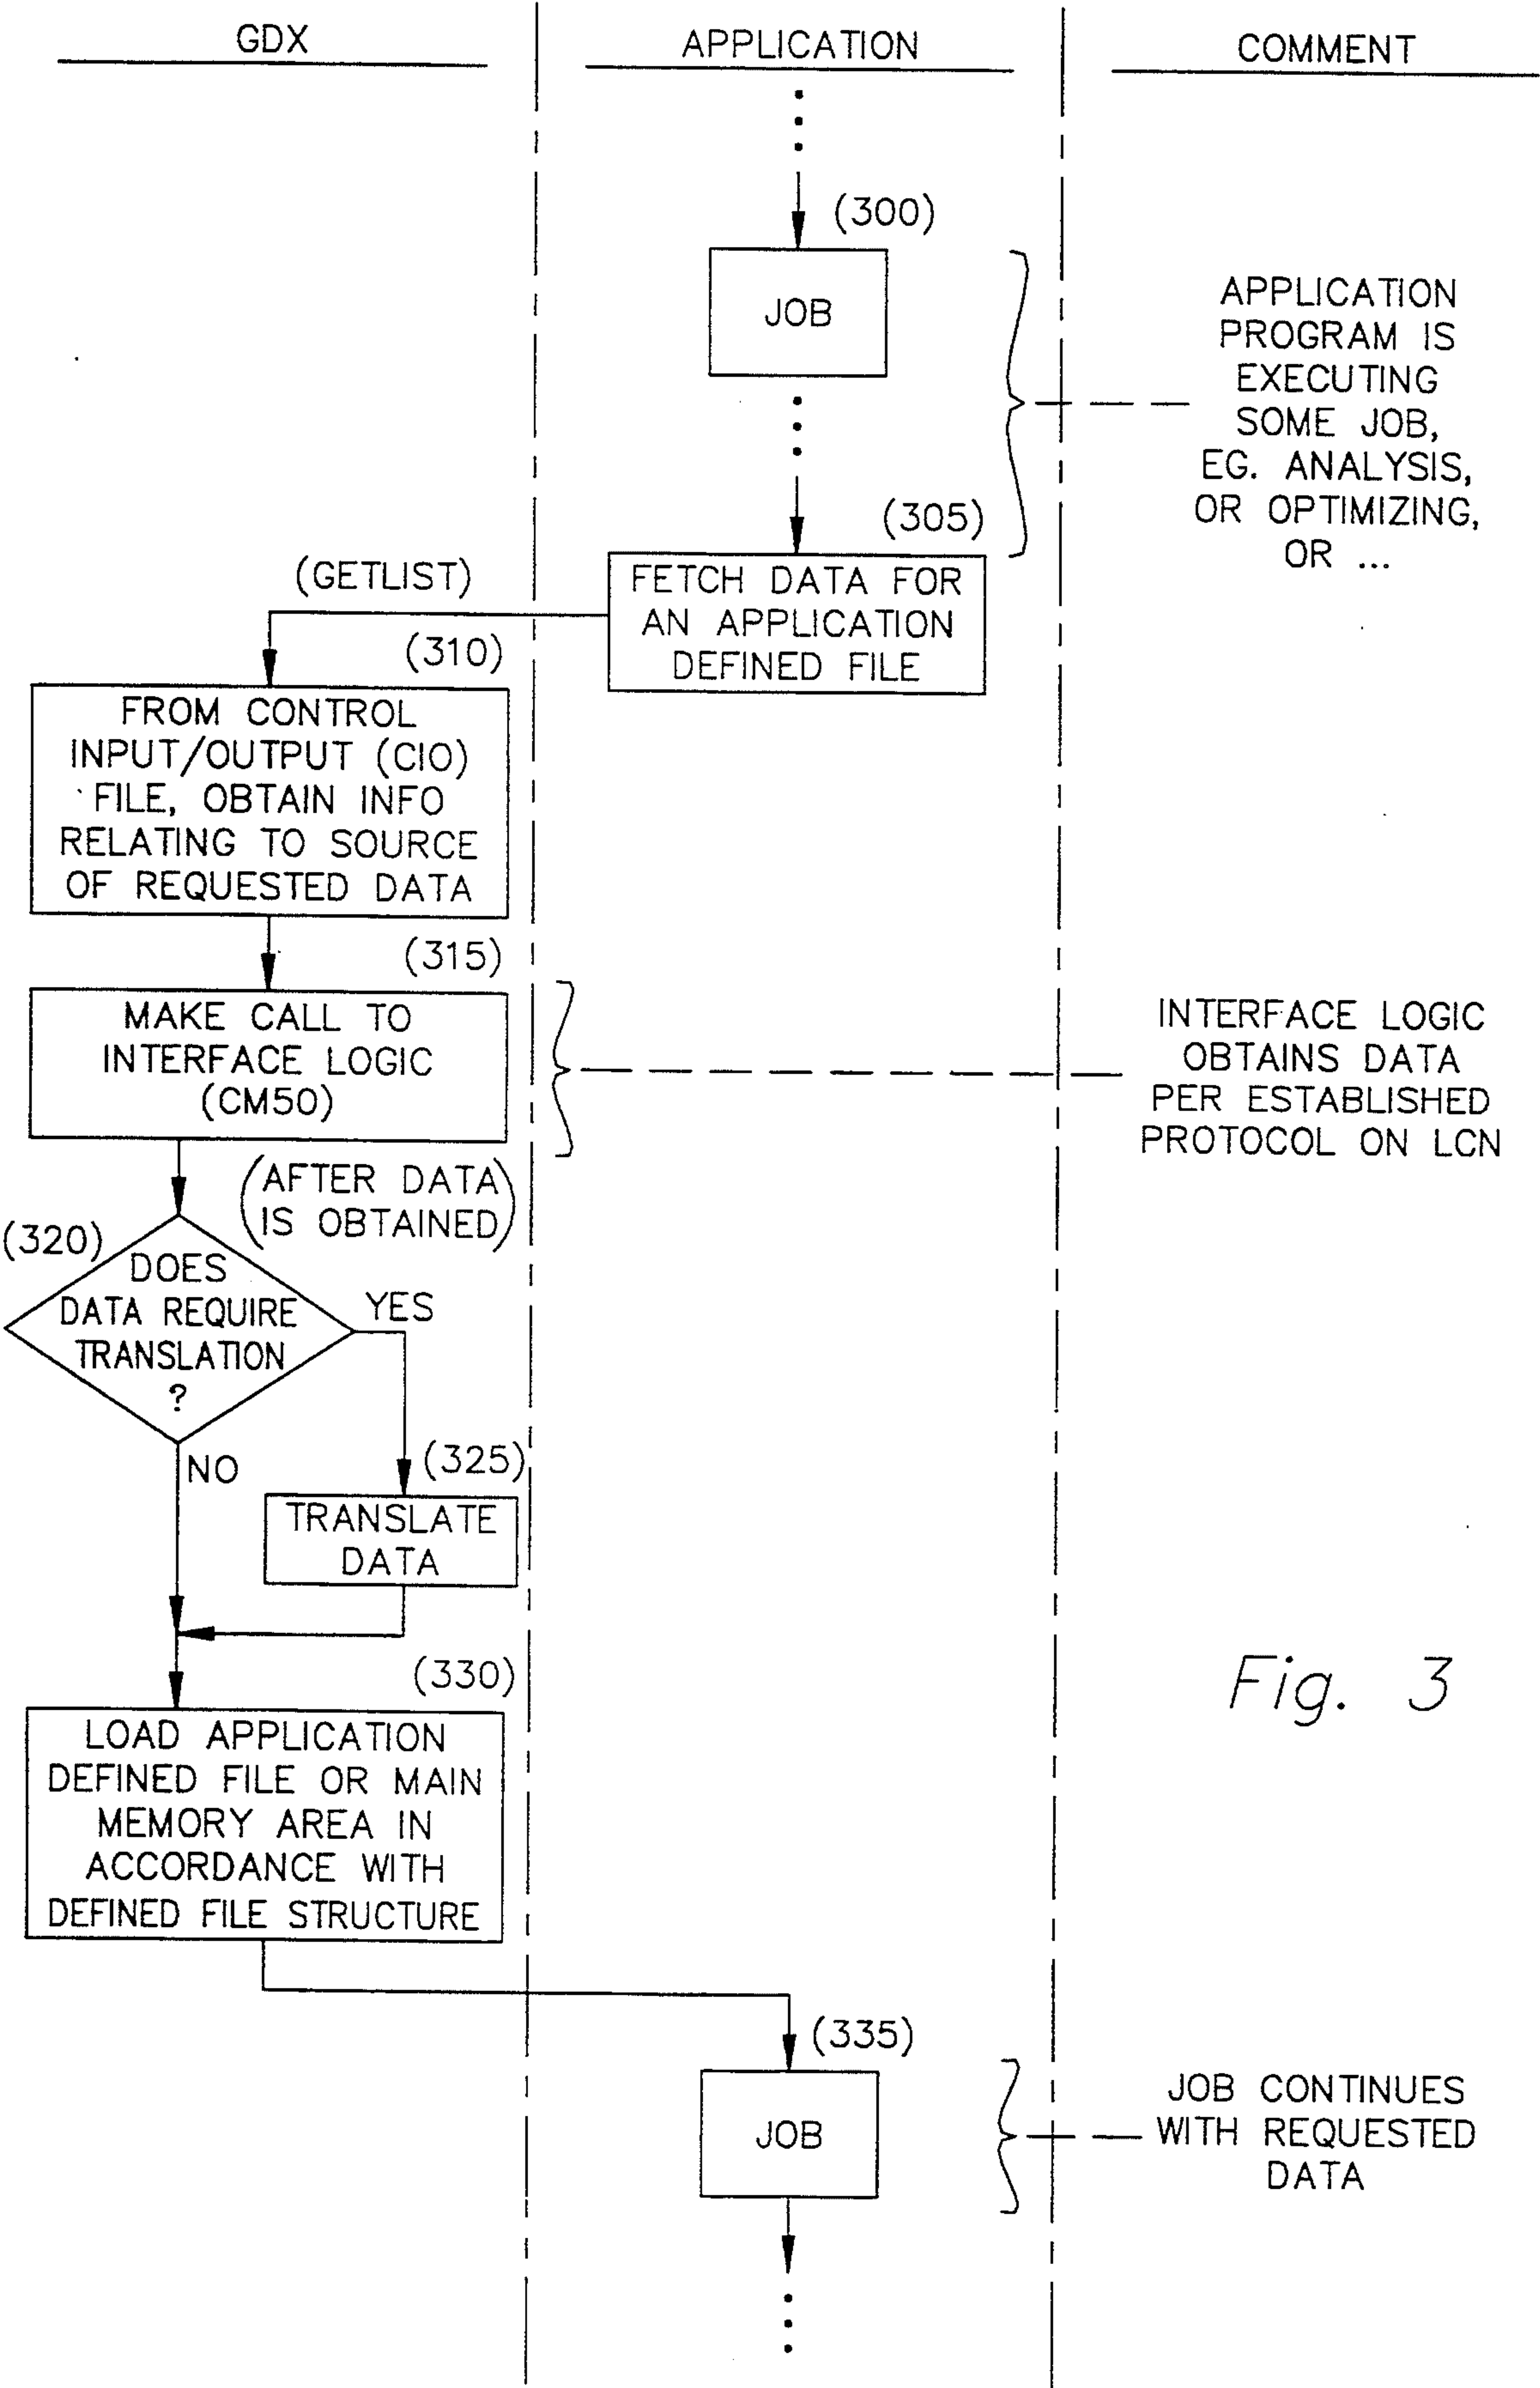 GDX
APPLICATION
COMMENT
(300)
JOB
APPLICATION
PROGRAM IS
EXECUTING
SOME JOB,
EG. ANALYSIS,
OR OPTIMIZING,
OR ...
(305)
FETCH DATA FOR
AN APPLICATION
DEFINED FILE
(GETLIST)
(310)
FROM CONTROL
INPUT/OUTPUT (CIO)
FILE, OBTAIN INFO
RELATING TO SOURCE
OF REQUESTED DATA
(315)
MAKE CALL TO
INTERFACE LOGIC
(CM50)
INTERFACE LOGIC
OBTAINS DATA
PER ESTABLISHED
PROTOCOL ON LCN
(AFTER DATA
IS OBTAINED)
(320)
DOES
DATA REQUIRE
TRANSLATION
?
YES
NO
(325)
TRANSLATE
DATA
(330)
LOAD APPLICATION
DEFINED FILE OR MAIN
MEMORY AREA IN
ACCORDANCE WITH
DEFINED FILE STRUCTURE
Fig. 3
(335)
JOB
JOB CONTINUES
WITH REQUESTED
DATA